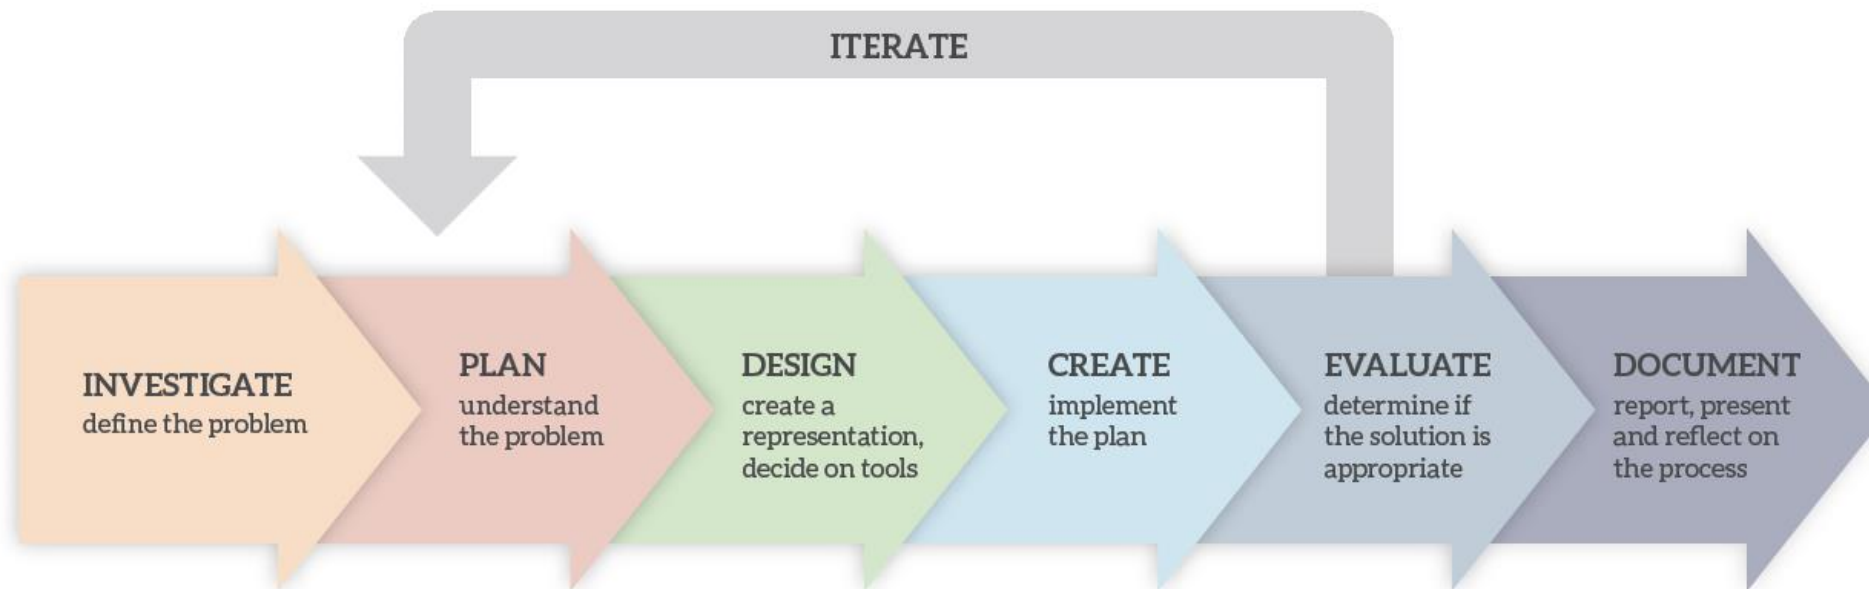 ITERATE
INVESTIGATE
define the problem
PLAN
understand
the problem
DESIGN
create a
representation,
decide on tools
CREATE
implement
the plan
EVALUATE
determine if
the solution is
appropriate
DOCUMENT
report, present
and reflect on
the process